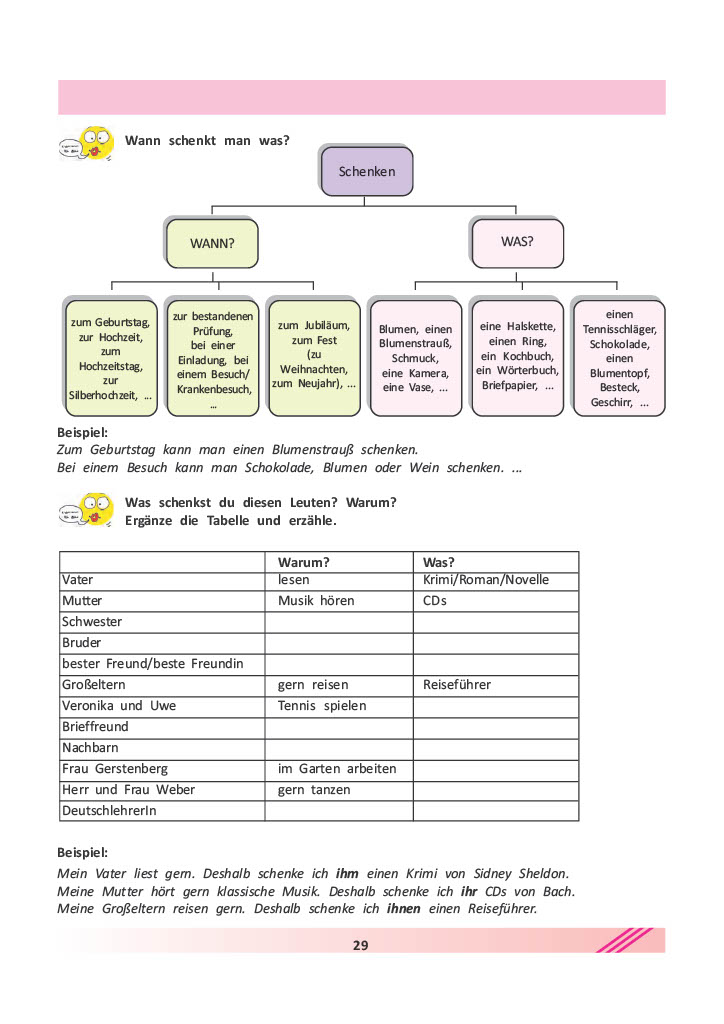 Wann schenkt man was?
Schenken
WANN?
WAS?
zum Geburtstag,
zur Hochzeit,
zum
Hochzeitstag,
zur
Silberhochzeit, ...
zur bestandenen
Prüfung,
bei einer
Einladung, bei
einem Besuch/
Krankenbesuch,
...
zum Jubiläum,
zum Fest
(zu
Weihnachten,
zum Neujahr), ...
Blumen, einen
Blumenstrauß,
Schmuck,
eine Kamera,
eine Vase, ...
eine Halskette,
einen Ring,
ein Kochbuch,
ein Wörterbuch,
Briefpapier, ...
einen
Tennisschläger,
Schokolade,
einen
Blumentopf,
Besteck,
Geschirr, ...
Beispiel:
Zum Geburtstag kann man einen Blumenstrauß schenken.
Bei einem Besuch kann man Schokolade, Blumen oder Wein schenken. ...
Was schenkst du diesen Leuten? Warum?
Ergänze die Tabelle und erzähle.
Warum? Was?
Vater lesen Krimi/Roman/Novelle
Mutter Musik hören CDs
Schwester
Bruder
bester Freund/beste Freundin
Großeltern gern reisen Reiseführer
Veronika und Uwe Tennis spielen
Brieffreund
Nachbarn
Frau Gerstenberg im Garten arbeiten
Herr und Frau Weber gern tanzen
DeutschlehrerIn
Beispiel:
Mein Vater liest gern. Deshalb schenke ich ihm einen Krimi von Sidney Sheldon.
Meine Mutter hört gern klassische Musik. Deshalb schenke ich ihr CDs von Bach.
Meine Großeltern reisen gern. Deshalb schenke ich ihnen einen Reiseführer.
29